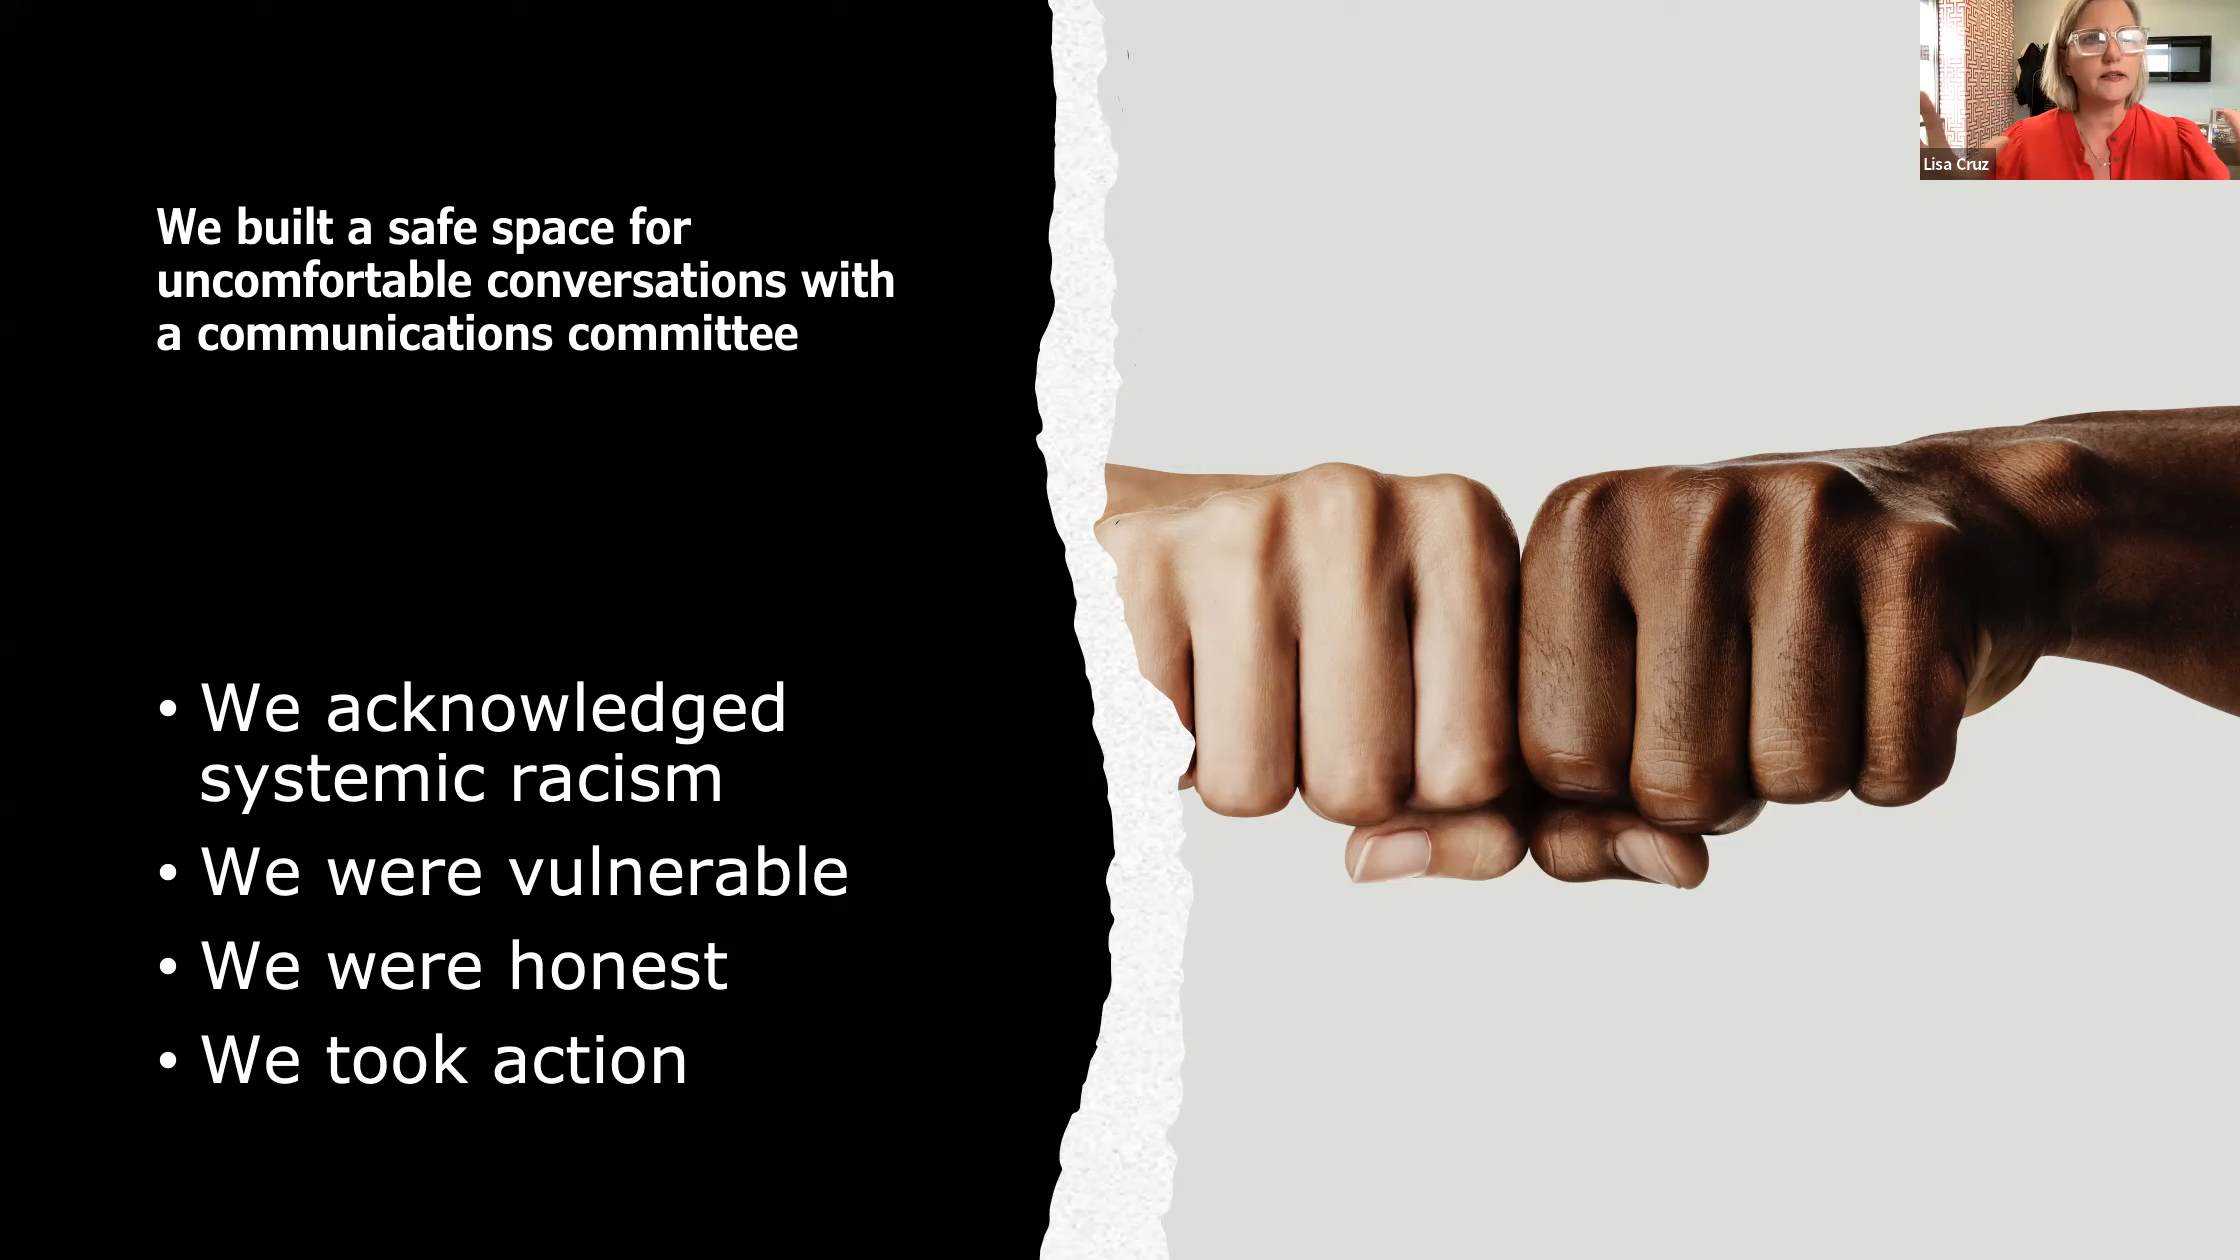 We built a safe space for
uncomfortable conversations with
a communications committee
• We acknowledged
systemic racism
• We were vulnerable
• We were honest
• We took action
Lisa Cruz